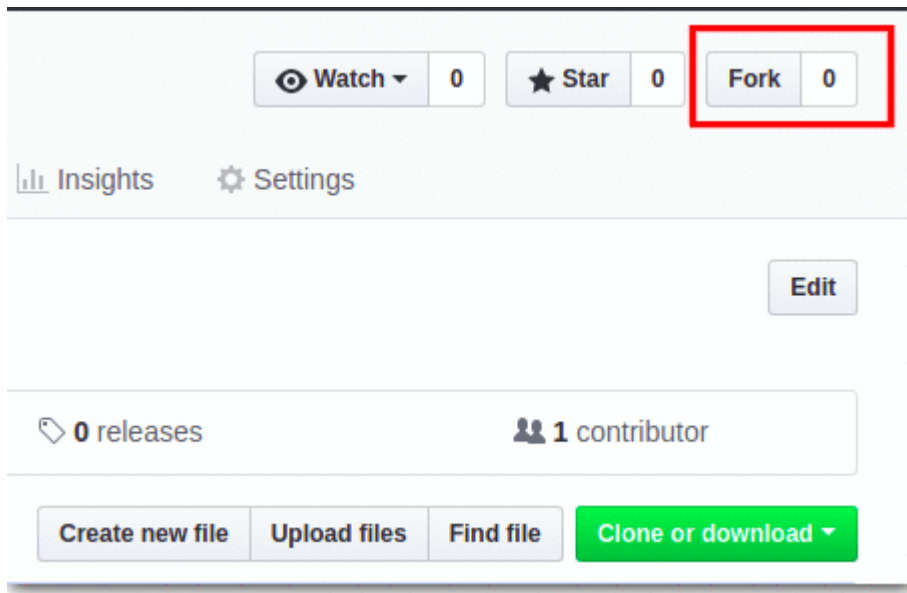 Watch 0 Star 0 Fork 0
Insights Settings
Edit
0 releases 1 contributor
Create new file Upload files Find file Clone or download